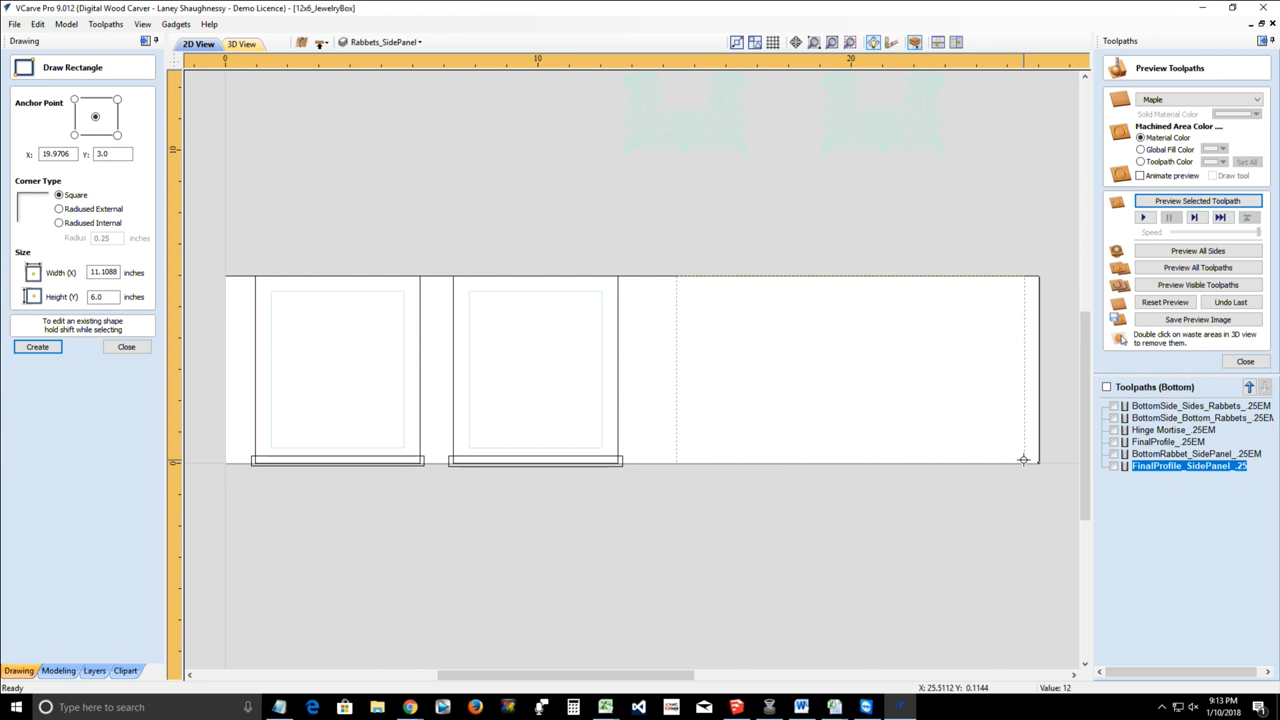 VCarve Pro 9.012 {Digital Wood Carver - Laney Shaughnessy - Demo Licence} - [12x6_JewelryBox]
File Edit Model Toolpaths View Gadgets Help
Drawing
Draw Rectangle
Anchor Point
X: 19.9706 Y: 3.0
Corner Type
Square
Radiused External
Radiused Internal
Radius 0.25 inches
Size
Width (X) 11.1088 inches
Height (Y) 6.0 inches
To edit an existing shape
hold shift while selecting
Create Close
Drawing Modeling Layers Clipart
Ready
2D View 3D View Rabbets_SidePanel
0 10 20
10
0
X: 25.5112 Y: 0.1144 Value: 12
Toolpaths
Preview Toolpaths
Maple
Solid Material Color
Machined Area Color ....
Material Color
Global Fill Color
Toolpath Color Set All
Animate preview Draw tool
Preview Selected Toolpath
Speed
Preview All Sides
Preview All Toolpaths
Preview Visible Toolpaths
Reset Preview Undo Last
Save Preview Image
Double click on waste areas in 3D view
to remove them.
Close
Toolpaths (Bottom)
BottomSide_Sides_Rabbets_.25EM
BottomSide_Bottom_Rabbets_.25EM
Hinge Mortise_.25EM
FinalProfile_.25EM
BottomRabbet_SidePanel_.25EM
FinalProfile_SidePanel_.25
Type here to search
9:13 PM
1/10/2018